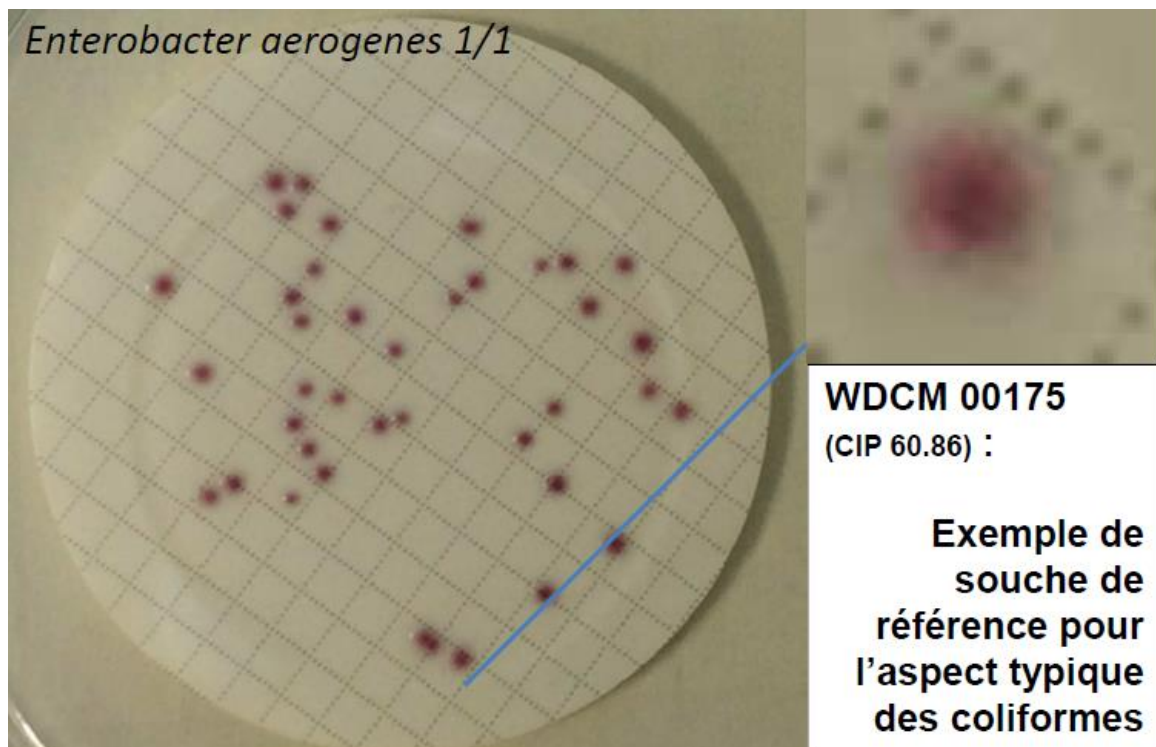 Enterobacter aerogenes 1/1
WDCM 00175
(CIP 60.86) :
Exemple de
souche de
référence pour
l'aspect typique
des coliformes